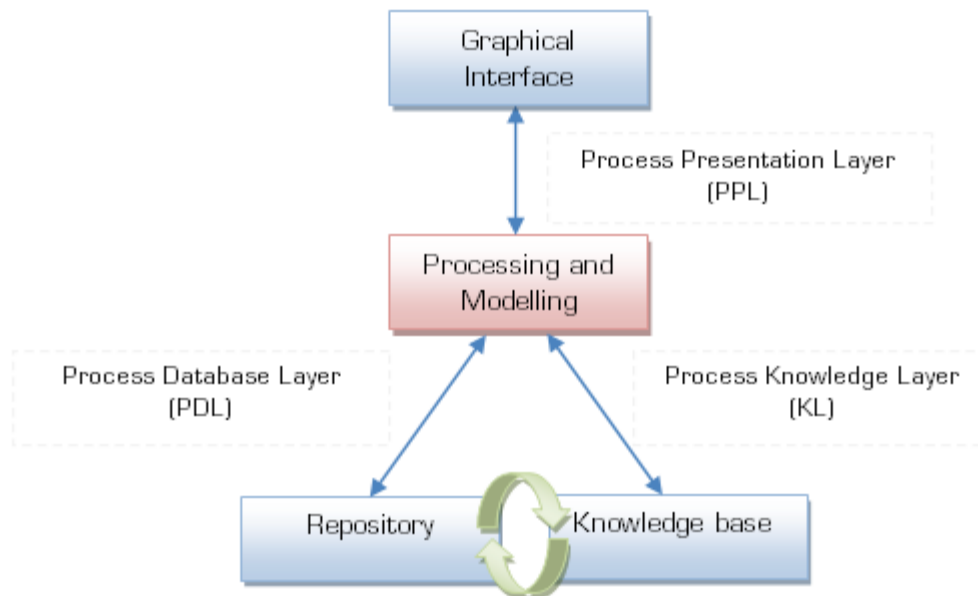 Graphical
Interface
Process Presentation Layer
(PPL)
Processing and
Modelling
Process Database Layer
(PDL)
Process Knowledge Layer
(KL)
Repository
Knowledge base